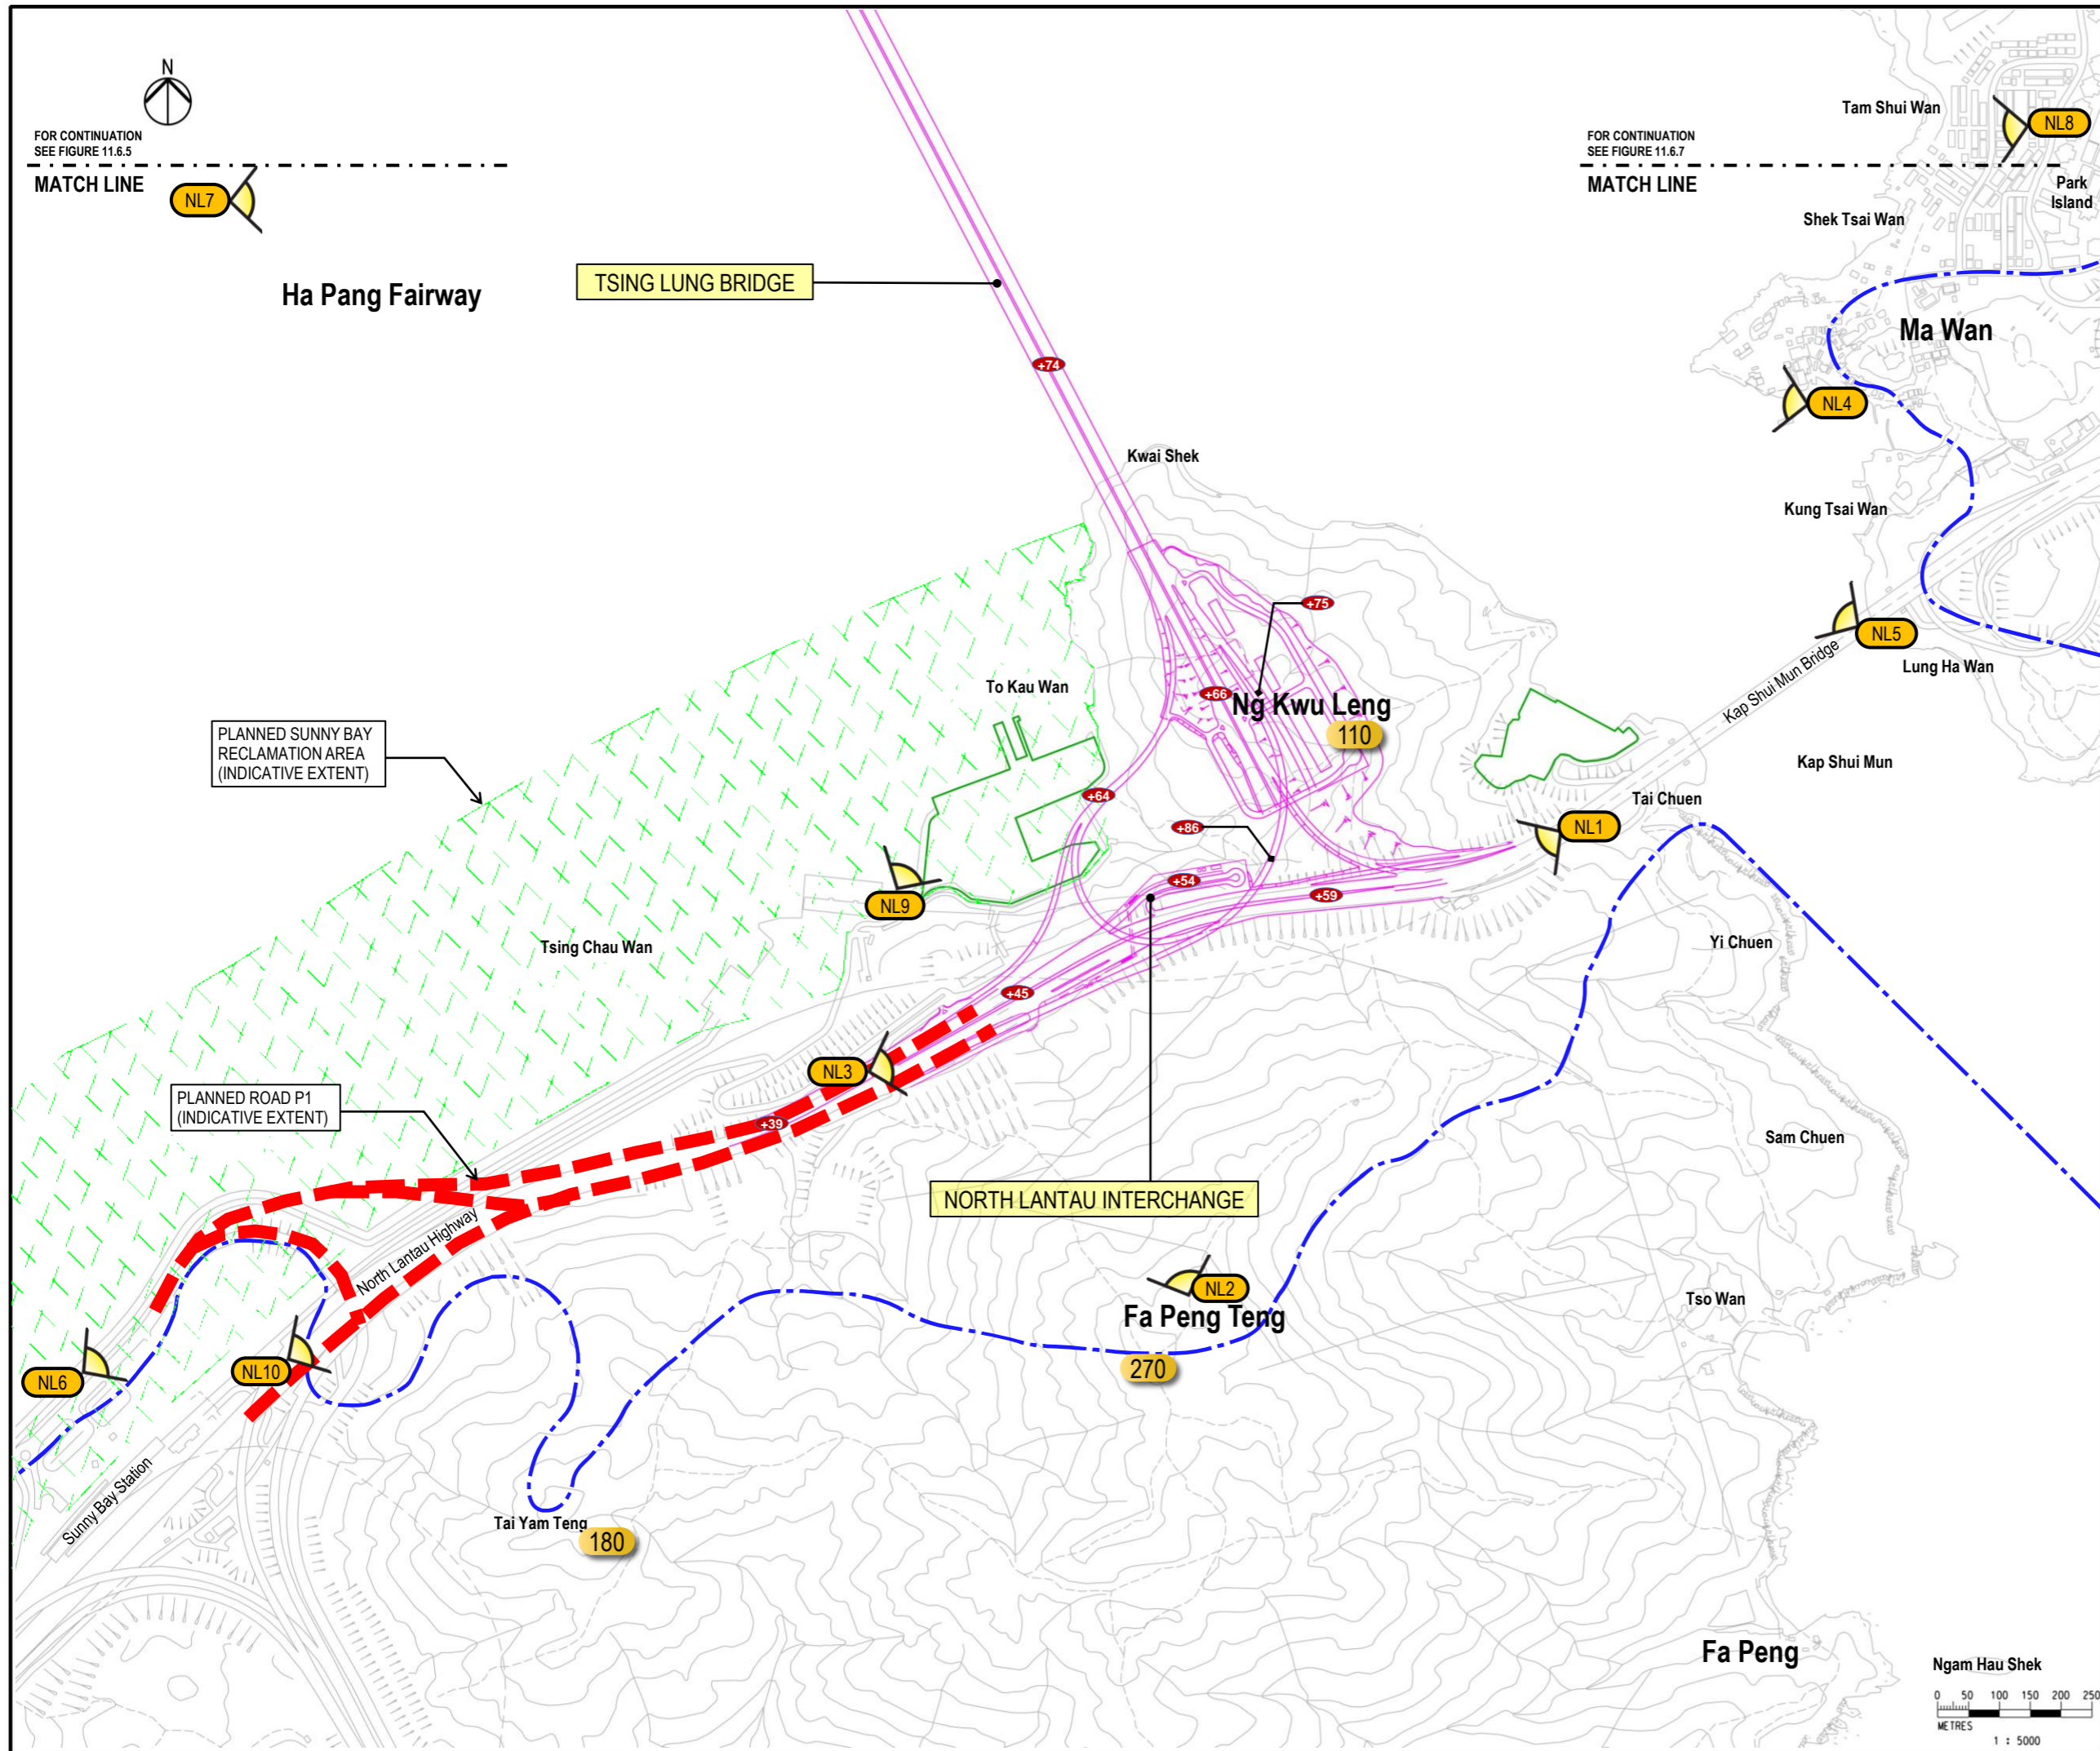 N
FOR CONTINUATION
SEE FIGURE 11.6.5
MATCH LINE
NL7
Ha Pang Fairway
TSING LUNG BRIDGE
+74
Tam Shui Wan
NL8
FOR CONTINUATION
SEE FIGURE 11.6.7
MATCH LINE
Park
Island
Shek Tsai Wan
Ma Wan
NL4
Kwai Shek
Kung Tsai Wan
+75
NL5
Lung Ha Wan
Kap Shui Mun Bridge
To Kau Wan
+66
Ng Kwu Leng
110
PLANNED SUNNY BAY
RECLAMATION AREA
(INDICATIVE EXTENT)
Kap Shui Mun
+64
Tai Chuen
+86
NL1
+54
+59
NL9
Tsing Chau Wan
Yi Chuen
+45
NL3
PLANNED ROAD P1
(INDICATIVE EXTENT)
+39
Sam Chuen
NORTH LANTAU INTERCHANGE
North Lantau Highway
NL2
Fa Peng Teng
Tso Wan
270
NL6
NL10
Sunny Bay Station
Tai Yam Teng
180
Fa Peng
Ngam Hau Shek
0 50 100 150 200 250
METRES
1 : 5000